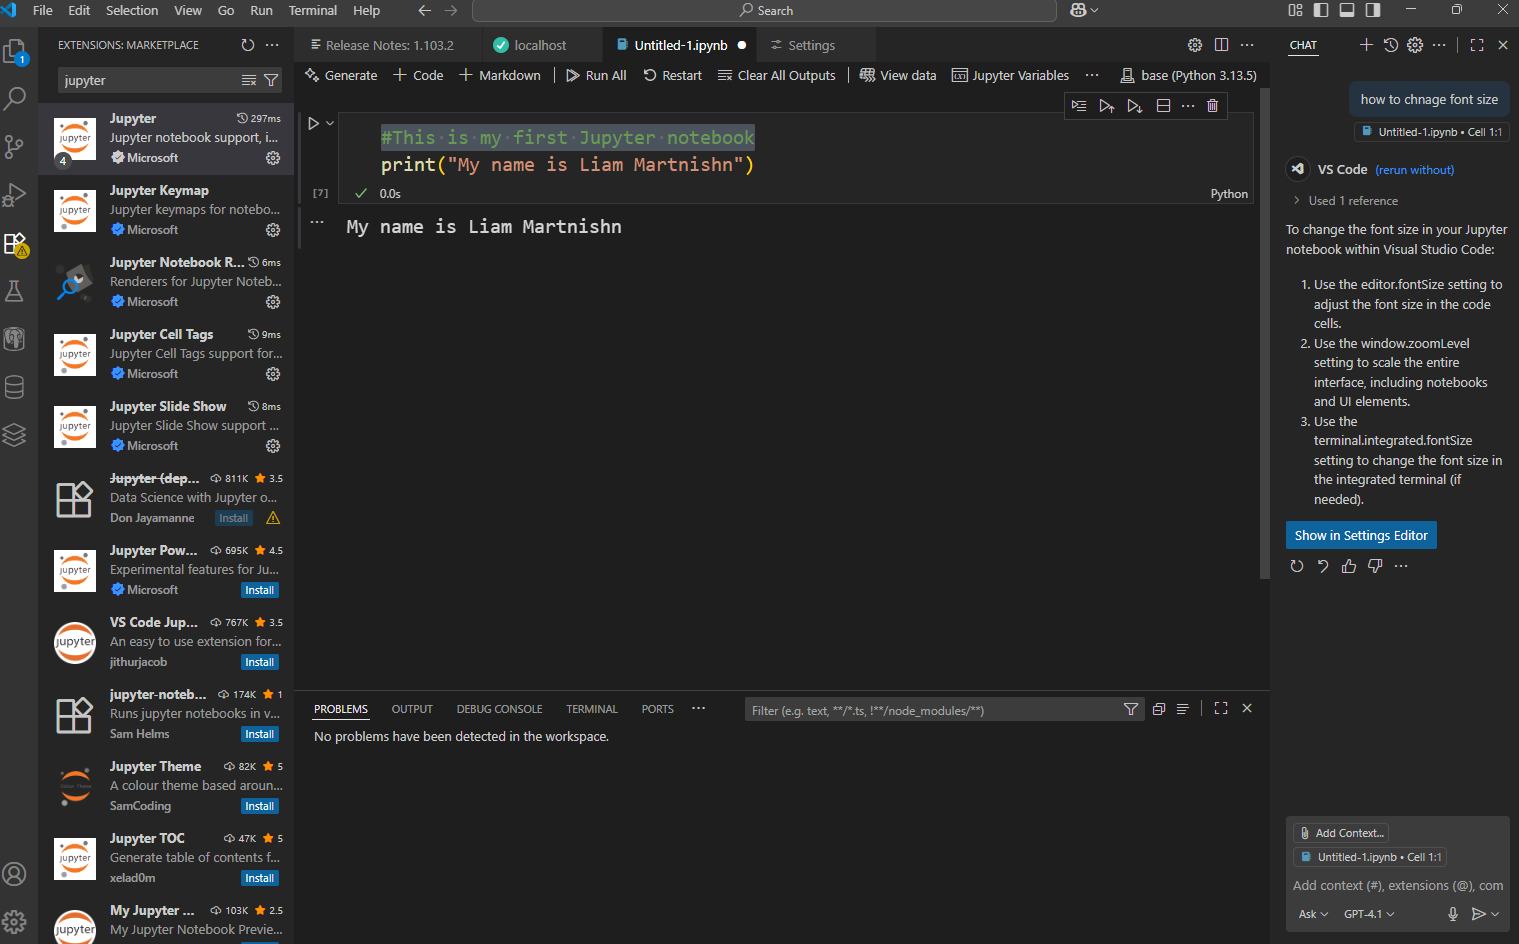 File Edit Selection View Go Run Terminal Help
Search
EXTENSIONS: MARKETPLACE
Release Notes: 1.103.2
localhost
Untitled-1.ipynb
Settings
CHAT
jupyter
Generate
Code
Markdown
Run All
Restart
Clear All Outputs
View data
Jupyter Variables
base (Python 3.13.5)
Jupyter 297ms
Jupyter notebook support, i...
Microsoft
4
Jupyter Keymap
Jupyter keymaps for notebo...
Microsoft
Jupyter Notebook R... 6ms
Renderers for Jupyter Noteb...
Microsoft
Jupyter Cell Tags 9ms
Jupyter Cell Tags support for...
Microsoft
Jupyter Slide Show 8ms
Jupyter Slide Show support ...
Microsoft
Jupyter (dep... 811K 3.5
Data Science with Jupyter o...
Don Jayamanne Install
Jupyter Pow... 695K 4.5
Experimental features for Ju...
Microsoft Install
VS Code Jup... 767K 3.5
An easy to use extension for...
jithurjacob Install
jupyter-noteb... 174K 1
Runs jupyter notebooks in v...
Sam Helms Install
Jupyter Theme 82K 5
A colour theme based aroun...
SamCoding Install
Jupyter TOC 47K 5
Generate table of contents f...
xelad0m Install
My Jupyter ... 103K 2.5
My Jupyter Notebook Previe...
#This is my first Jupyter notebook
print("My name is Liam Martnishn")
[7] 0.0s Python
My name is Liam Martnishn
PROBLEMS OUTPUT DEBUG CONSOLE TERMINAL PORTS
Filter (e.g. text, **/*.ts, !**/node_modules/**)
No problems have been detected in the workspace.
how to chnage font size
Untitled-1.ipynb • Cell 1:1
VS Code (rerun without)
Used 1 reference
To change the font size in your Jupyter
notebook within Visual Studio Code:
1. Use the editor.fontSize setting to
adjust the font size in the code
cells.
2. Use the window.zoomLevel
setting to scale the entire
interface, including notebooks
and UI elements.
3. Use the
terminal.integrated.fontSize
setting to change the font size in
the integrated terminal (if
needed).
Show in Settings Editor
Add Context...
Untitled-1.ipynb • Cell 1:1
Add context (#), extensions (@), com
Ask GPT-4.1